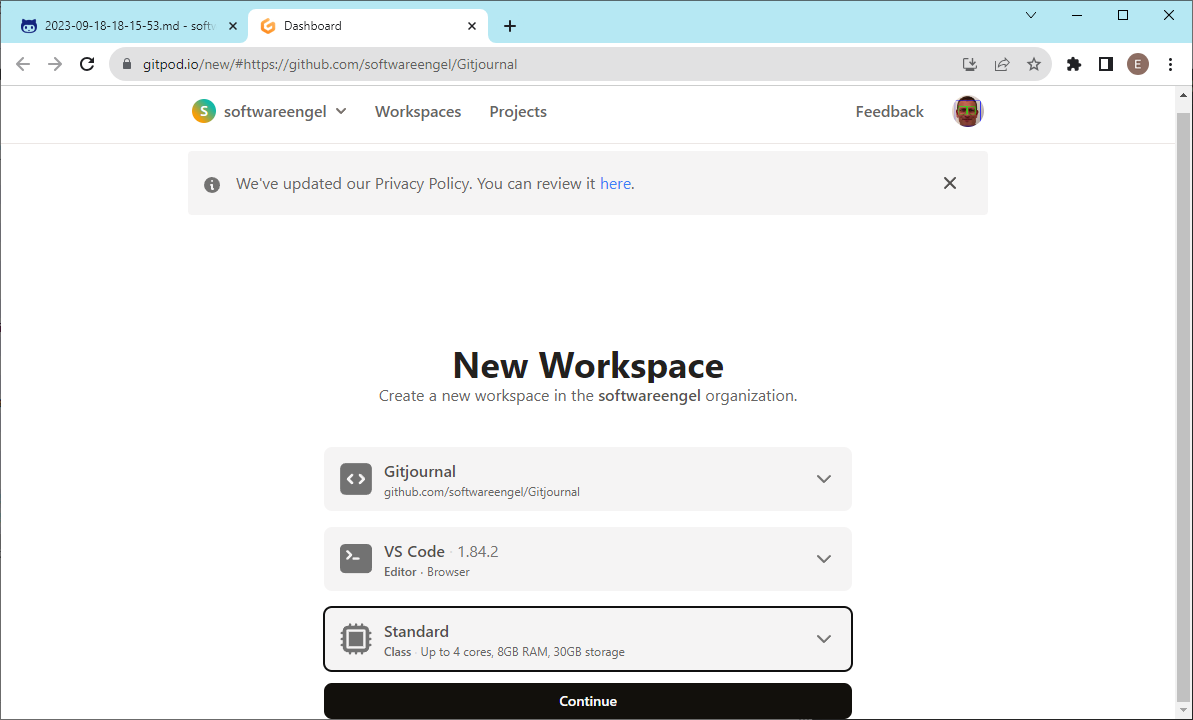 2023-09-18-18-15-53.md - softw
Dashboard
gitpod.io/new/#https://github.com/softwareengel/Gitjournal
E
S softwareengel Workspaces Projects Feedback
We've updated our Privacy Policy. You can review it here.
New Workspace
Create a new workspace in the softwareengel organization.
Gitjournal
github.com/softwareengel/Gitjournal
VS Code · 1.84.2
Editor · Browser
Standard
Class · Up to 4 cores, 8GB RAM, 30GB storage
Continue